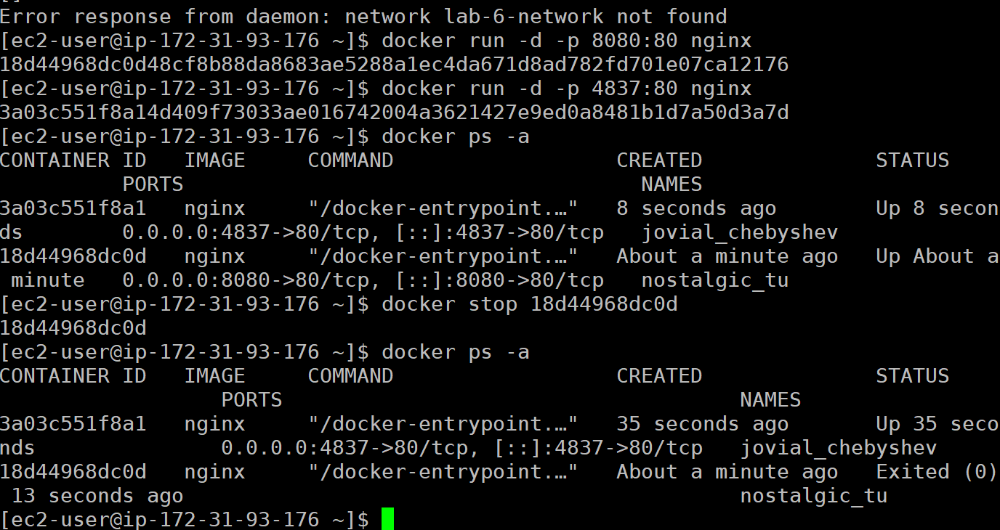 []
Error response from daemon: network lab-6-network not found
[ec2-user@ip-172-31-93-176 ~]$ docker run -d -p 8080:80 nginx
18d44968dc0d48cf8b88da8683ae5288a1ec4da671d8ad782fd701e07ca12176
[ec2-user@ip-172-31-93-176 ~]$ docker run -d -p 4837:80 nginx
3a03c551f8a14d409f73033ae016742004a3621427e9ed0a8481b1d7a50d3a7d
[ec2-user@ip-172-31-93-176 ~]$ docker ps -a
CONTAINER ID   IMAGE     COMMAND                  CREATED              STATUS
          PORTS                                     NAMES
3a03c551f8a1   nginx     "/docker-entrypoint.…"   8 seconds ago        Up 8 secon
ds        0.0.0.0:4837->80/tcp, [::]:4837->80/tcp   jovial_chebyshev
18d44968dc0d   nginx     "/docker-entrypoint.…"   About a minute ago   Up About a
 minute   0.0.0.0:8080->80/tcp, [::]:8080->80/tcp   nostalgic_tu
[ec2-user@ip-172-31-93-176 ~]$ docker stop 18d44968dc0d
18d44968dc0d
[ec2-user@ip-172-31-93-176 ~]$ docker ps -a
CONTAINER ID   IMAGE     COMMAND                  CREATED              STATUS
                  PORTS                                     NAMES
3a03c551f8a1   nginx     "/docker-entrypoint.…"   35 seconds ago       Up 35 seco
nds               0.0.0.0:4837->80/tcp, [::]:4837->80/tcp   jovial_chebyshev
18d44968dc0d   nginx     "/docker-entrypoint.…"   About a minute ago   Exited (0)
 13 seconds ago                                             nostalgic_tu
[ec2-user@ip-172-31-93-176 ~]$